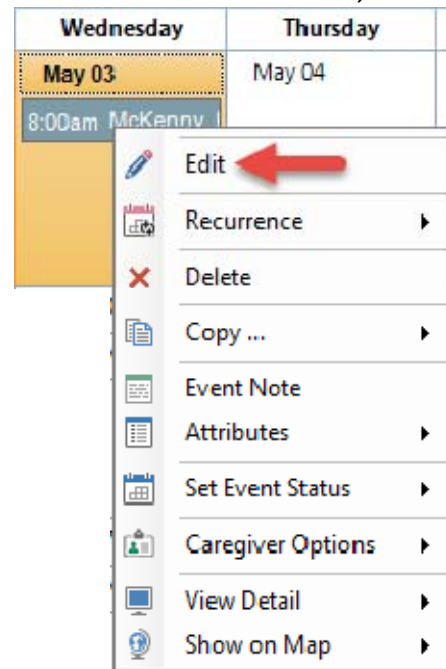 Wednesday Thursday
May 03 May 04
8:00am McKenny
Edit
Recurrence
Delete
Copy ...
Event Note
Attributes
Set Event Status
Caregiver Options
View Detail
Show on Map